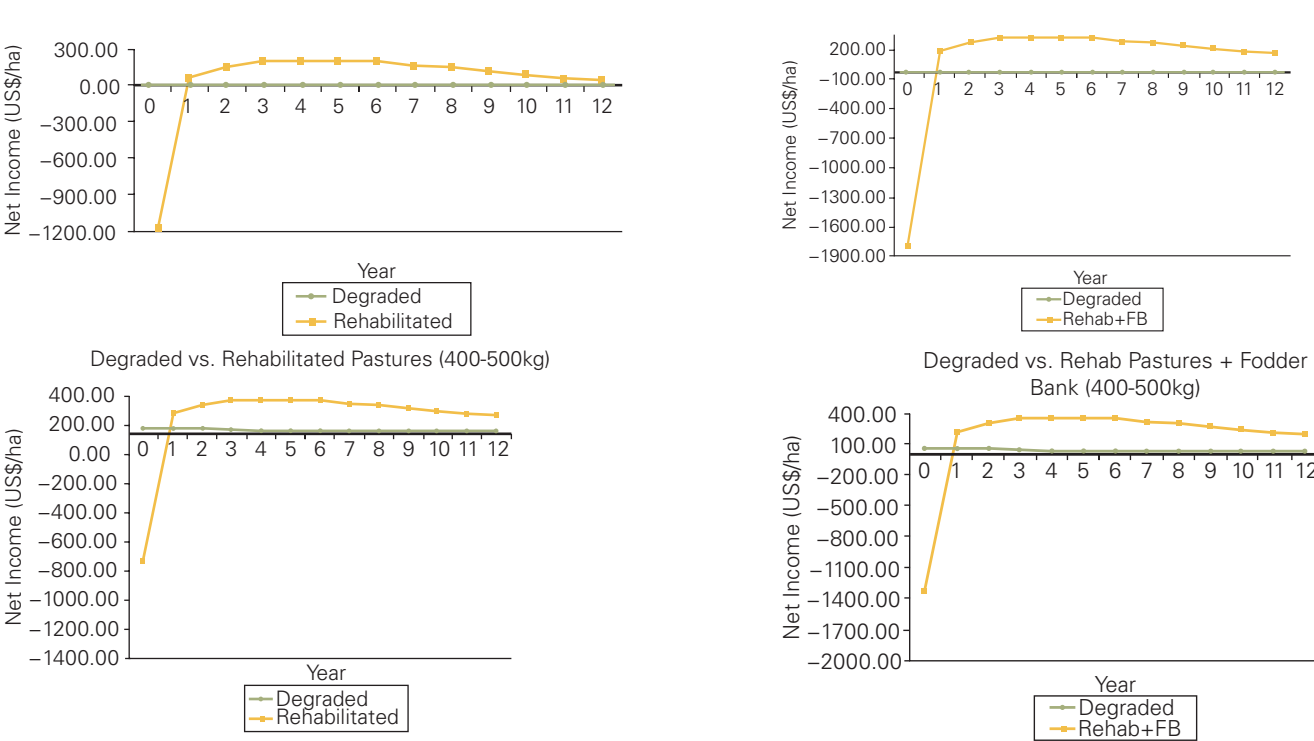 300.00
0.00
−300.00
−600.00
−900.00
−1200.00
Net Income (US$/ha)
0 1 2 3 4 5 6 7 8 9 10 11 12
Year
Degraded
Rehabilitated
200.00
−100.00
−400.00
−700.00
−1000.00
−1300.00
−1600.00
−1900.00
Net Income (US$/ha)
0 1 2 3 4 5 6 7 8 9 10 11 12
Year
Degraded
Rehab+FB
Degraded vs. Rehabilitated Pastures (400-500kg)
400.00
200.00
0.00
−200.00
−400.00
−600.00
−800.00
−1000.00
−1200.00
−1400.00
Net Income (US$/ha)
0 1 2 3 4 5 6 7 8 9 10 11 12
Year
Degraded
Rehabilitated
Degraded vs. Rehab Pastures + Fodder
Bank (400-500kg)
400.00
100.00
−200.00
−500.00
−800.00
−1100.00
−1400.00
−1700.00
−2000.00
Net Income (US$/ha)
0 1 2 3 4 5 6 7 8 9 10 11 12
Year
Degraded
Rehab+FB